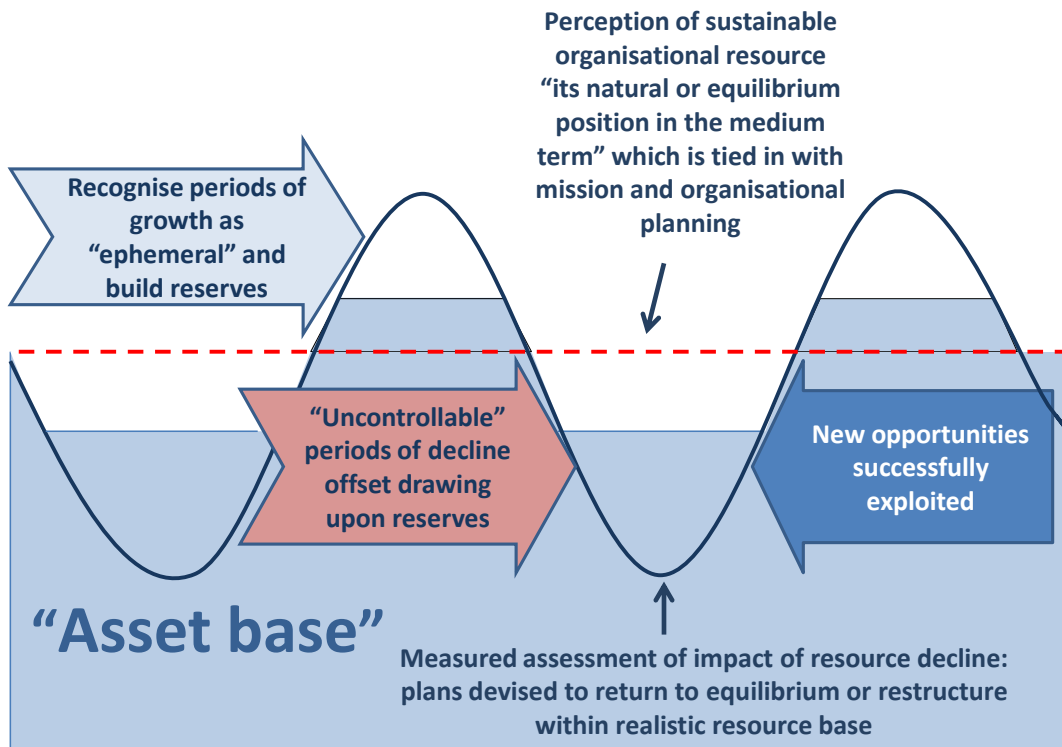 Perception of sustainable
organisational resource
“its natural or equilibrium
position in the medium
term” which is tied in with
mission and organisational
planning
Recognise periods of
growth as
“ephemeral” and
build reserves
“Uncontrollable”
periods of decline
offset drawing
upon reserves
New opportunities
successfully
exploited
“Asset base”
Measured assessment of impact of resource decline:
plans devised to return to equilibrium or restructure
within realistic resource base